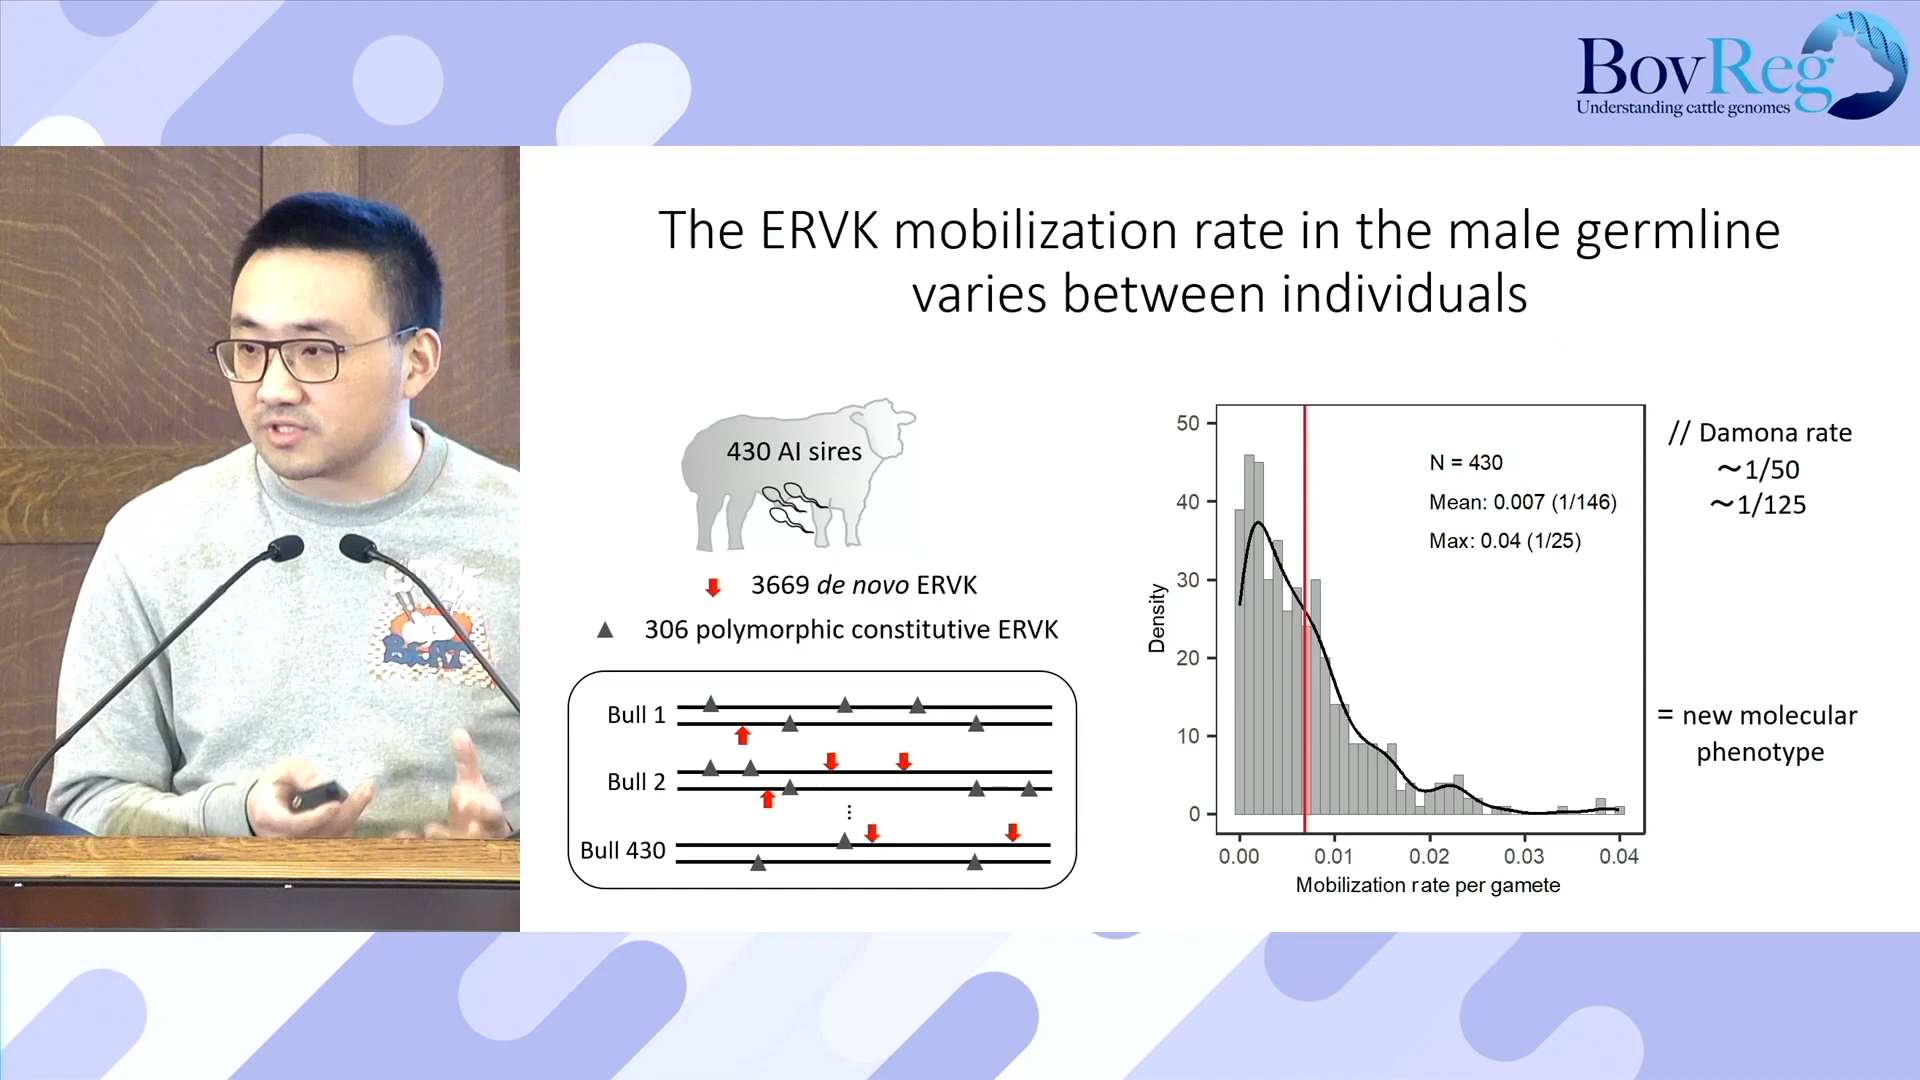 BovReg
Understanding cattle genomes
The ERVK mobilization rate in the male germline
varies between individuals
430 AI sires
3669 de novo ERVK
306 polymorphic constitutive ERVK
Bull 1
Bull 2
⋮
Bull 430
50
40
30
20
10
0
Density
N = 430
Mean: 0.007 (1/146)
Max: 0.04 (1/25)
0.00 0.01 0.02 0.03 0.04
Mobilization rate per gamete
// Damona rate
~1/50
~1/125
= new molecular
phenotype